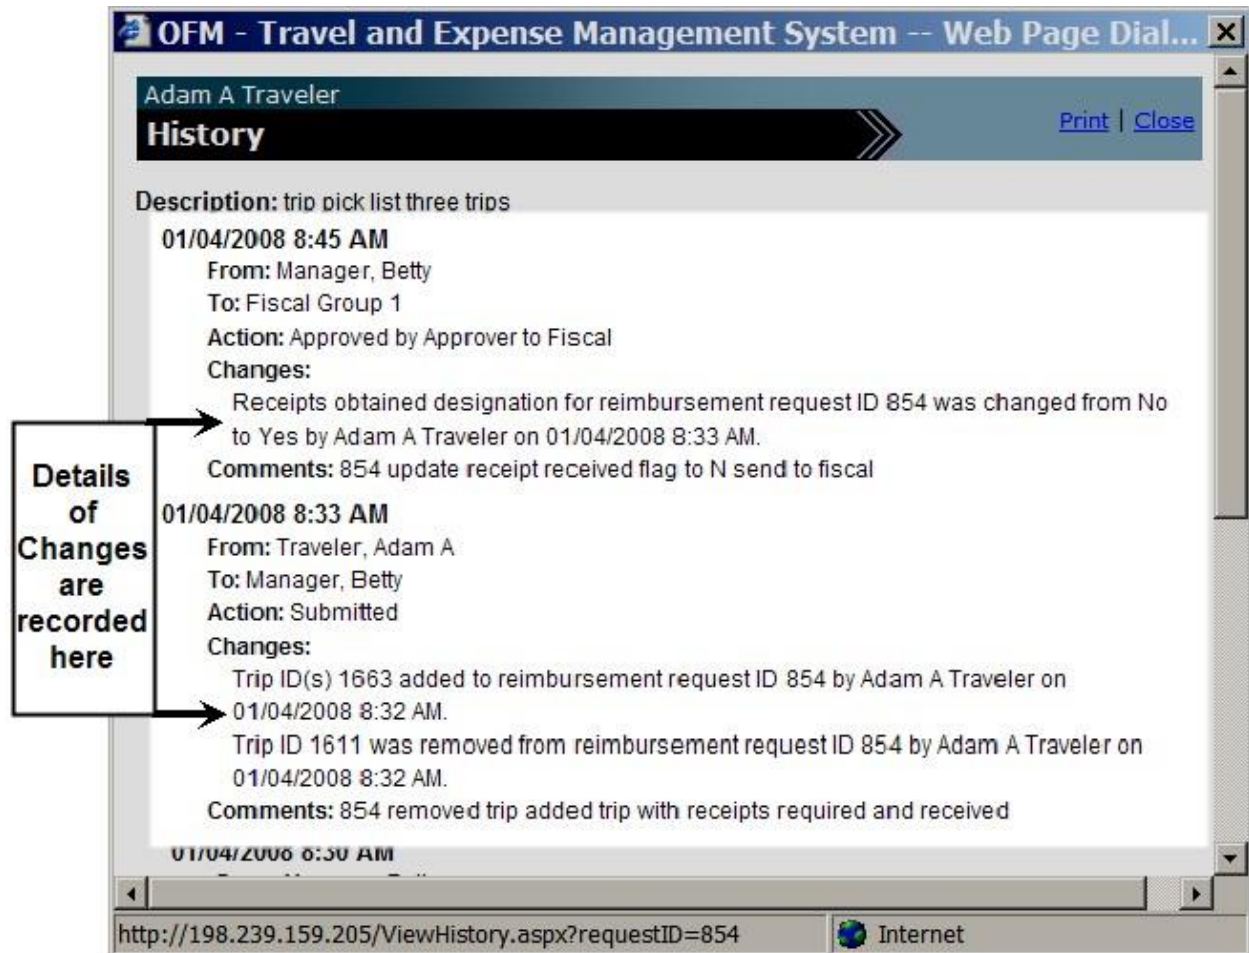 OFM - Travel and Expense Management System -- Web Page Dial...
Adam A Traveler
History
Print | Close
Description: trip pick list three trips
01/04/2008 8:45 AM
From: Manager, Betty
To: Fiscal Group 1
Action: Approved by Approver to Fiscal
Changes:
Receipts obtained designation for reimbursement request ID 854 was changed from No
to Yes by Adam A Traveler on 01/04/2008 8:33 AM.
Comments: 854 update receipt received flag to N send to fiscal
01/04/2008 8:33 AM
From: Traveler, Adam A
To: Manager, Betty
Action: Submitted
Changes:
Trip ID(s) 1663 added to reimbursement request ID 854 by Adam A Traveler on
01/04/2008 8:32 AM.
Trip ID 1611 was removed from reimbursement request ID 854 by Adam A Traveler on
01/04/2008 8:32 AM.
Comments: 854 removed trip added trip with receipts required and received
01/04/2008 8:30 AM
Details
of
Changes
are
recorded
here
http://198.239.159.205/ViewHistory.aspx?requestID=854
Internet